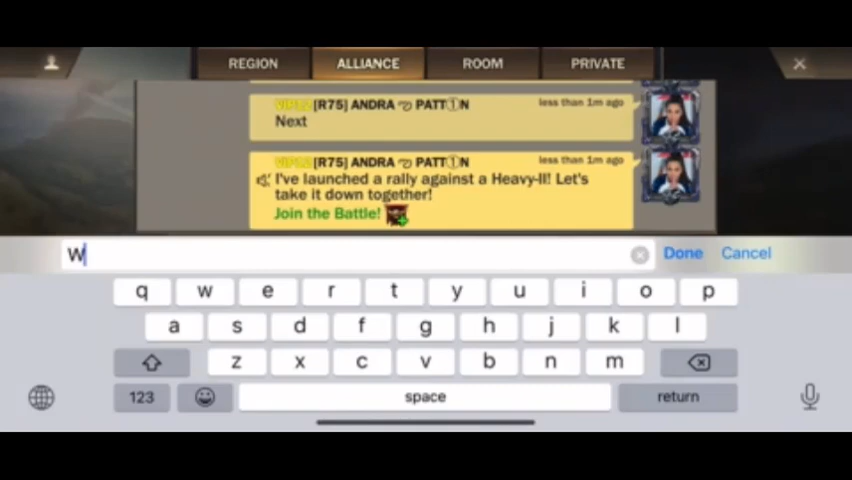 REGION ALLIANCE ROOM PRIVATE
[R75] ANDRA PATT①N less than 1m ago
Next
[R75] ANDRA PATT①N less than 1m ago
I've launched a rally against a Heavy-II! Let's
take it down together!
Join the Battle!
W
Done Cancel
q w e r t y u i o p
a s d f g h j k l
z x c v b n m
123 space return